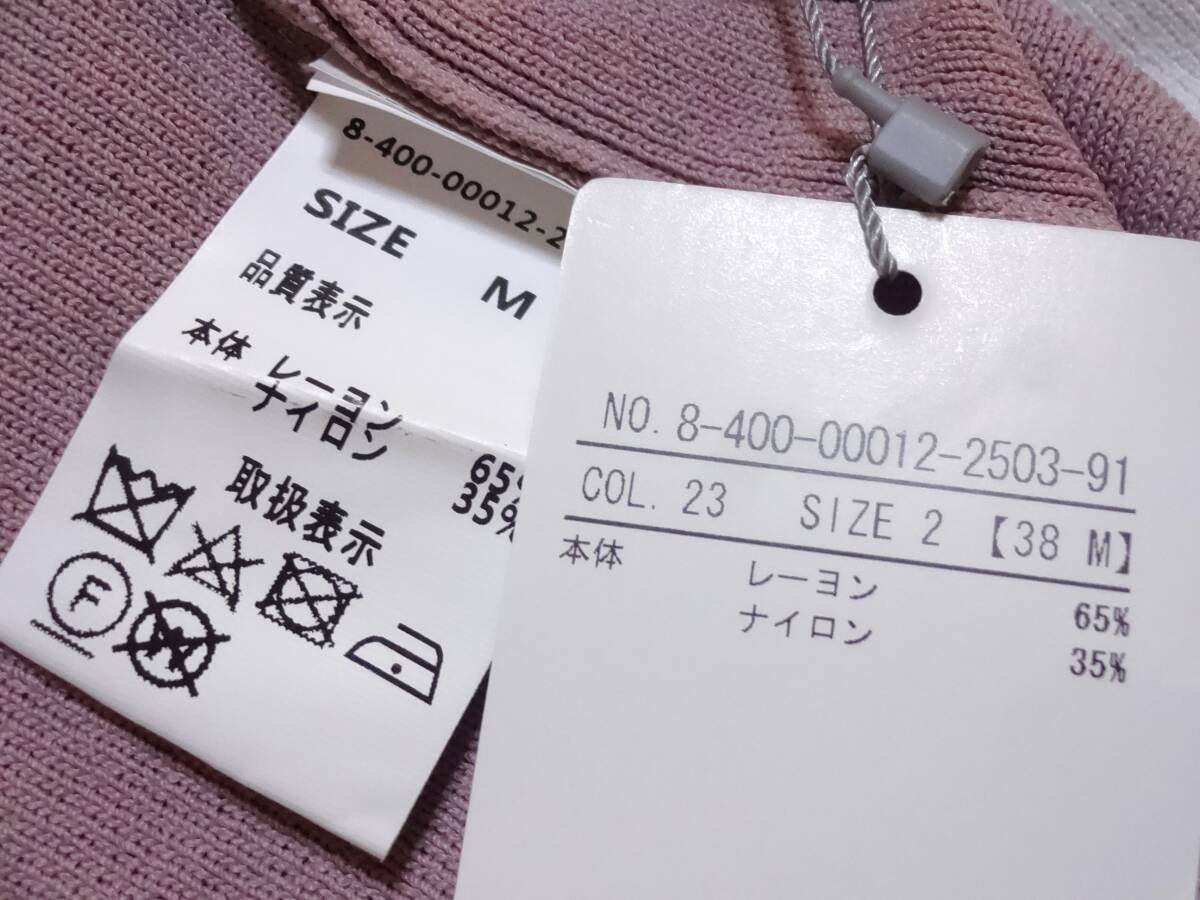 8-400-00012-2
SIZE M
品質表示
本体 レーヨン 65%
ナイロン 35%
取扱表示
F
NO. 8-400-00012-2503-91
COL. 23 SIZE 2 【38 M】
本体 レーヨン 65%
ナイロン 35%